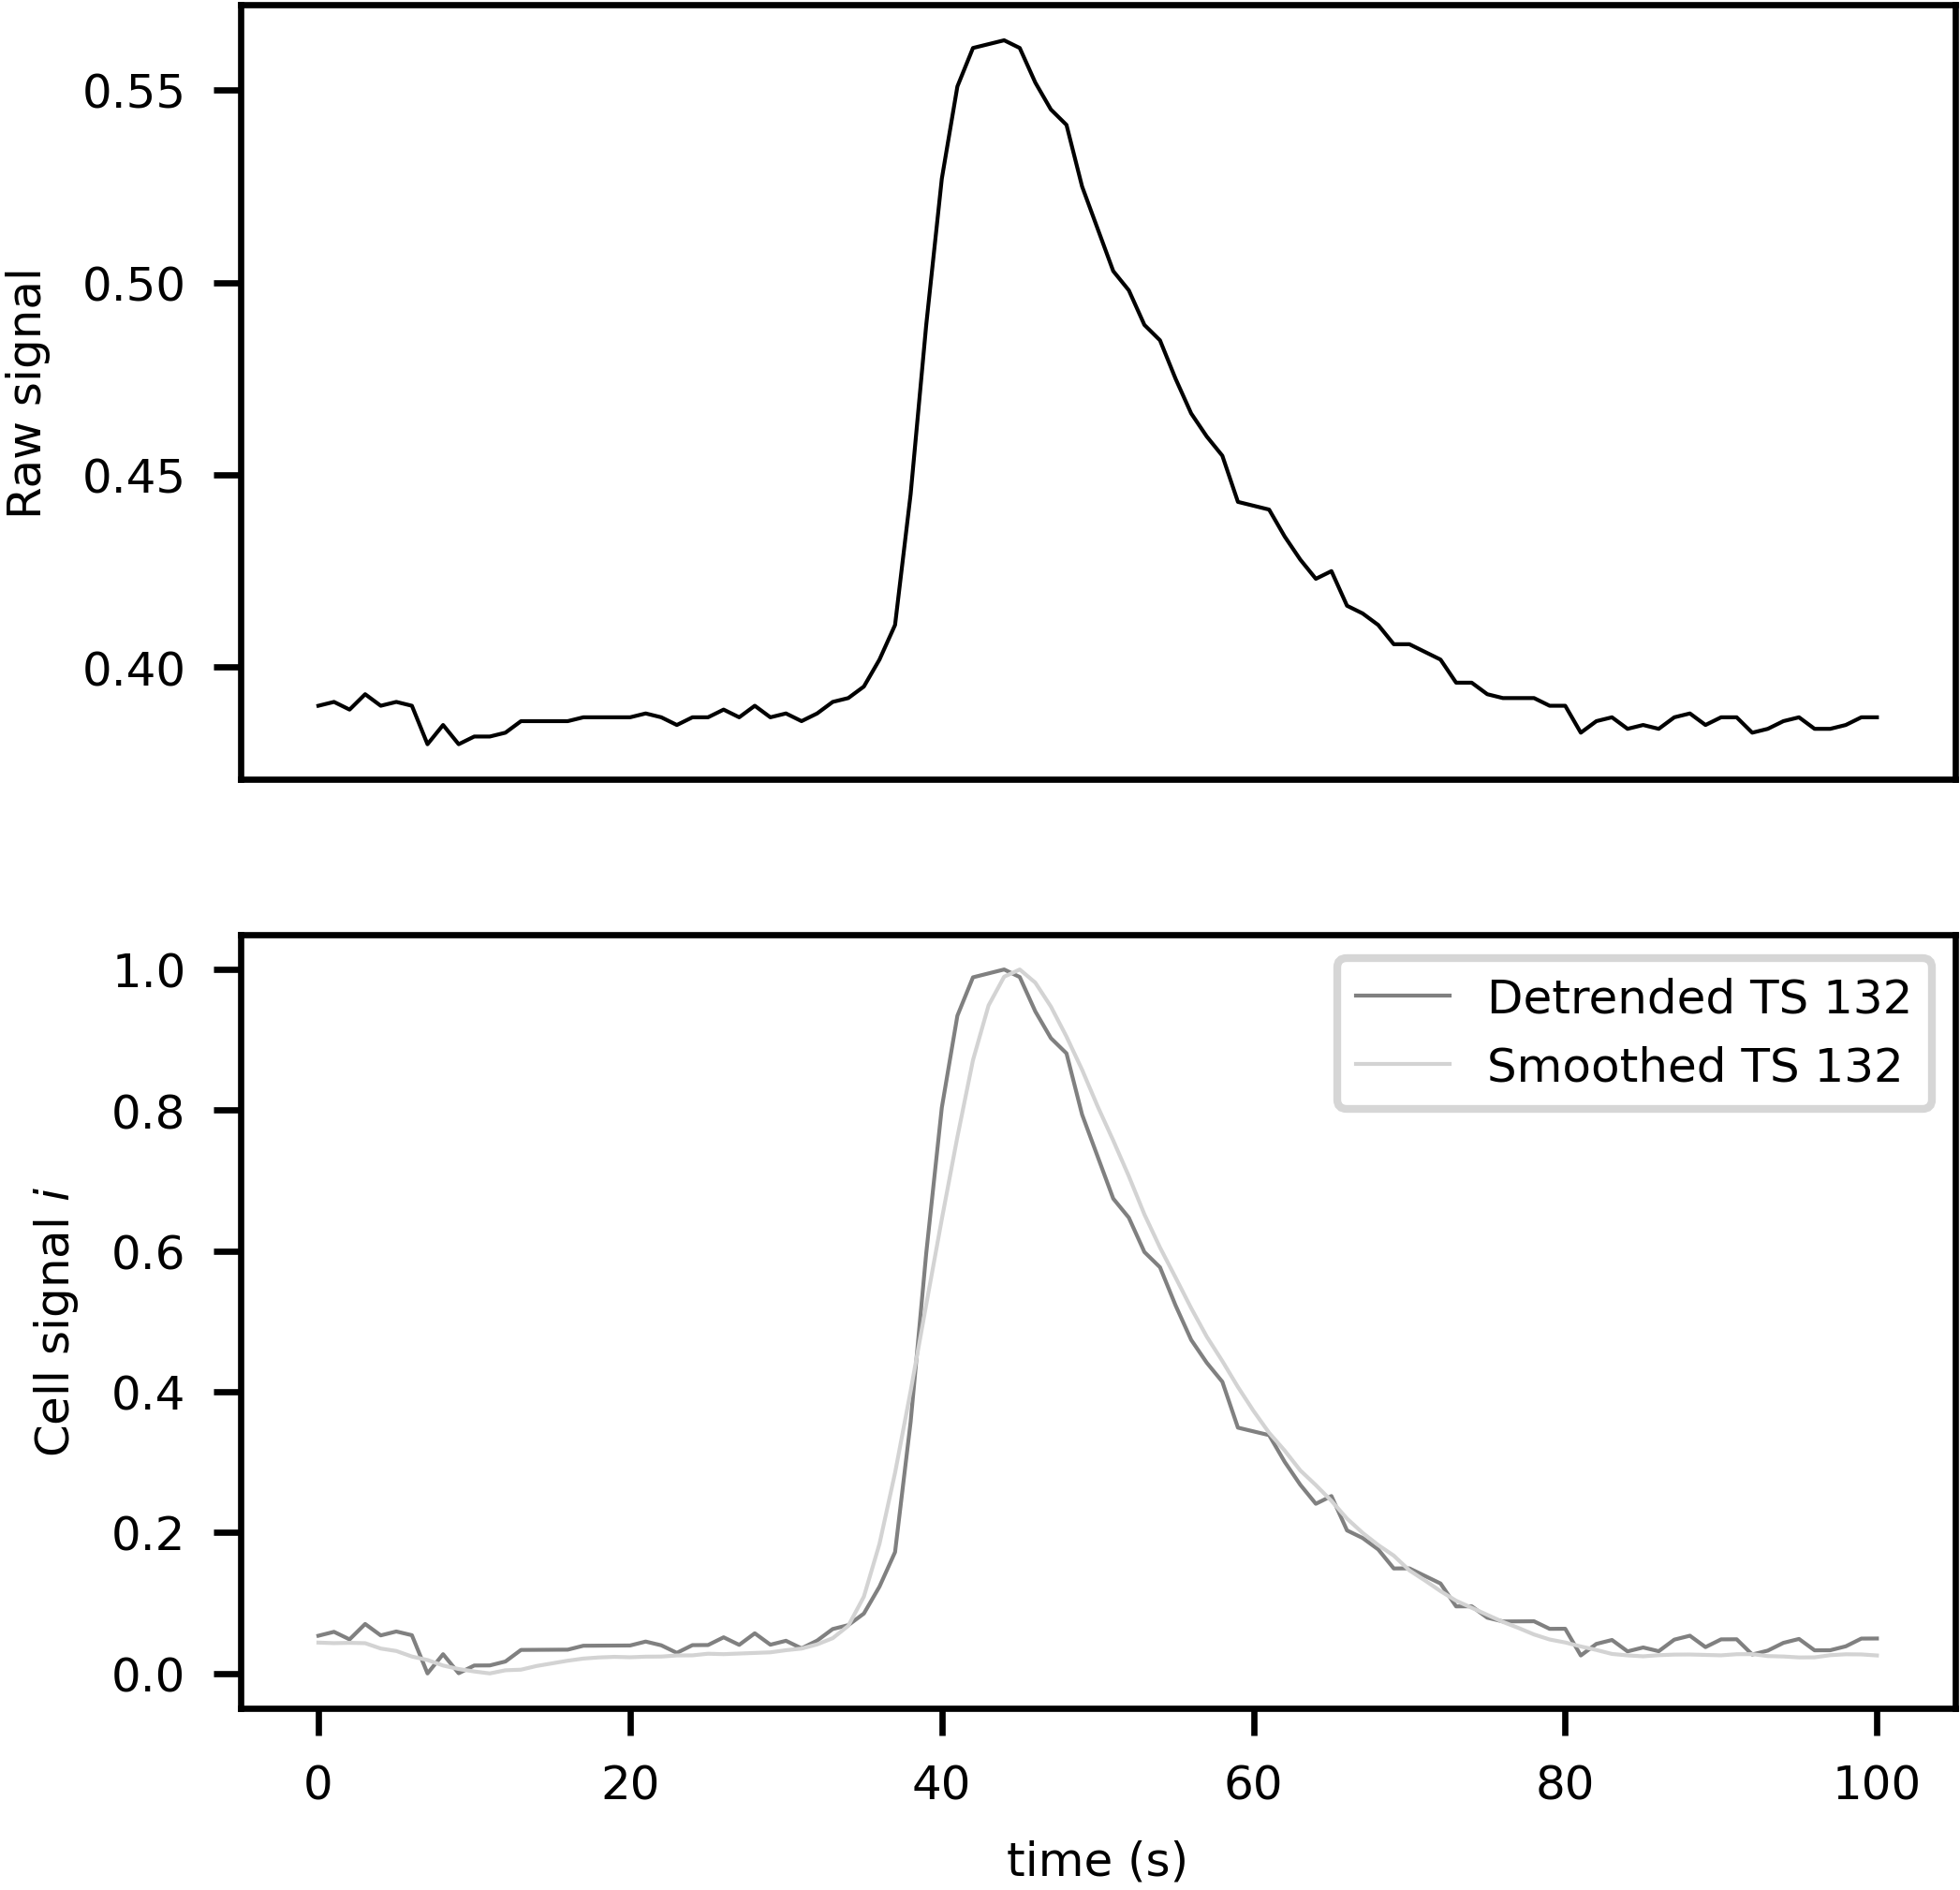 Raw signal
0.55
0.50
0.45
0.40
Cell signal i
1.0
0.8
0.6
0.4
0.2
0.0
Detrended TS 132
Smoothed TS 132
0 20 40 60 80 100
time (s)